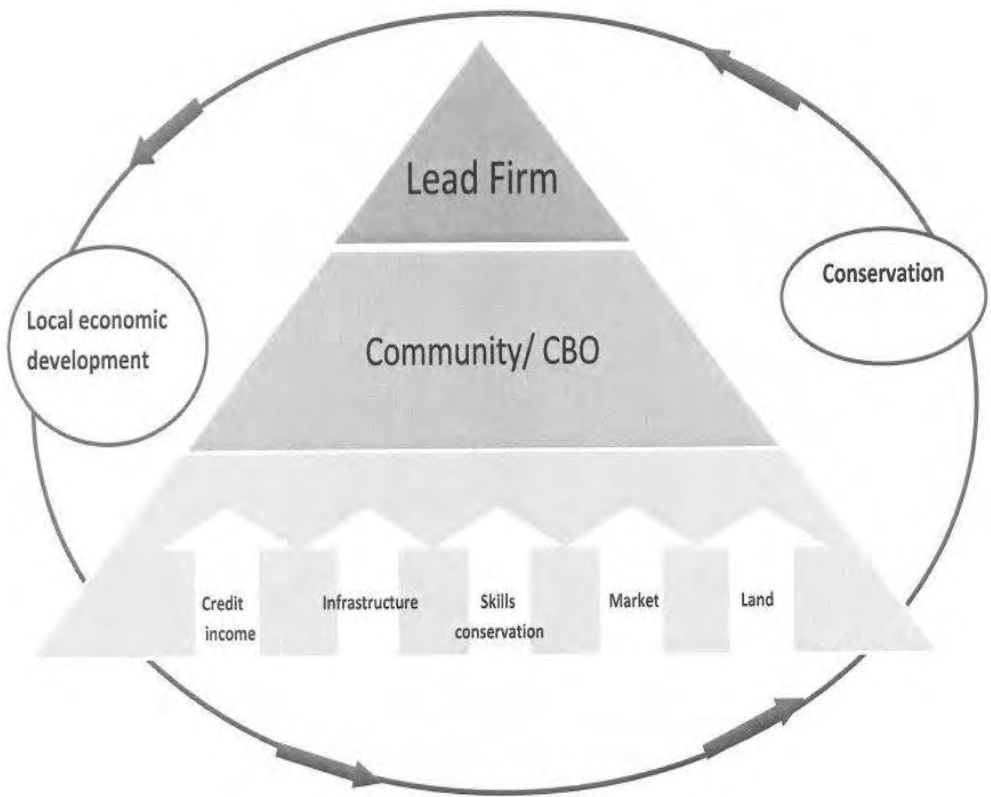 Lead Firm
Conservation
Local economic
development
Community/ CBO
Credit
income
Infrastructure
Skills
conservation
Market
Land